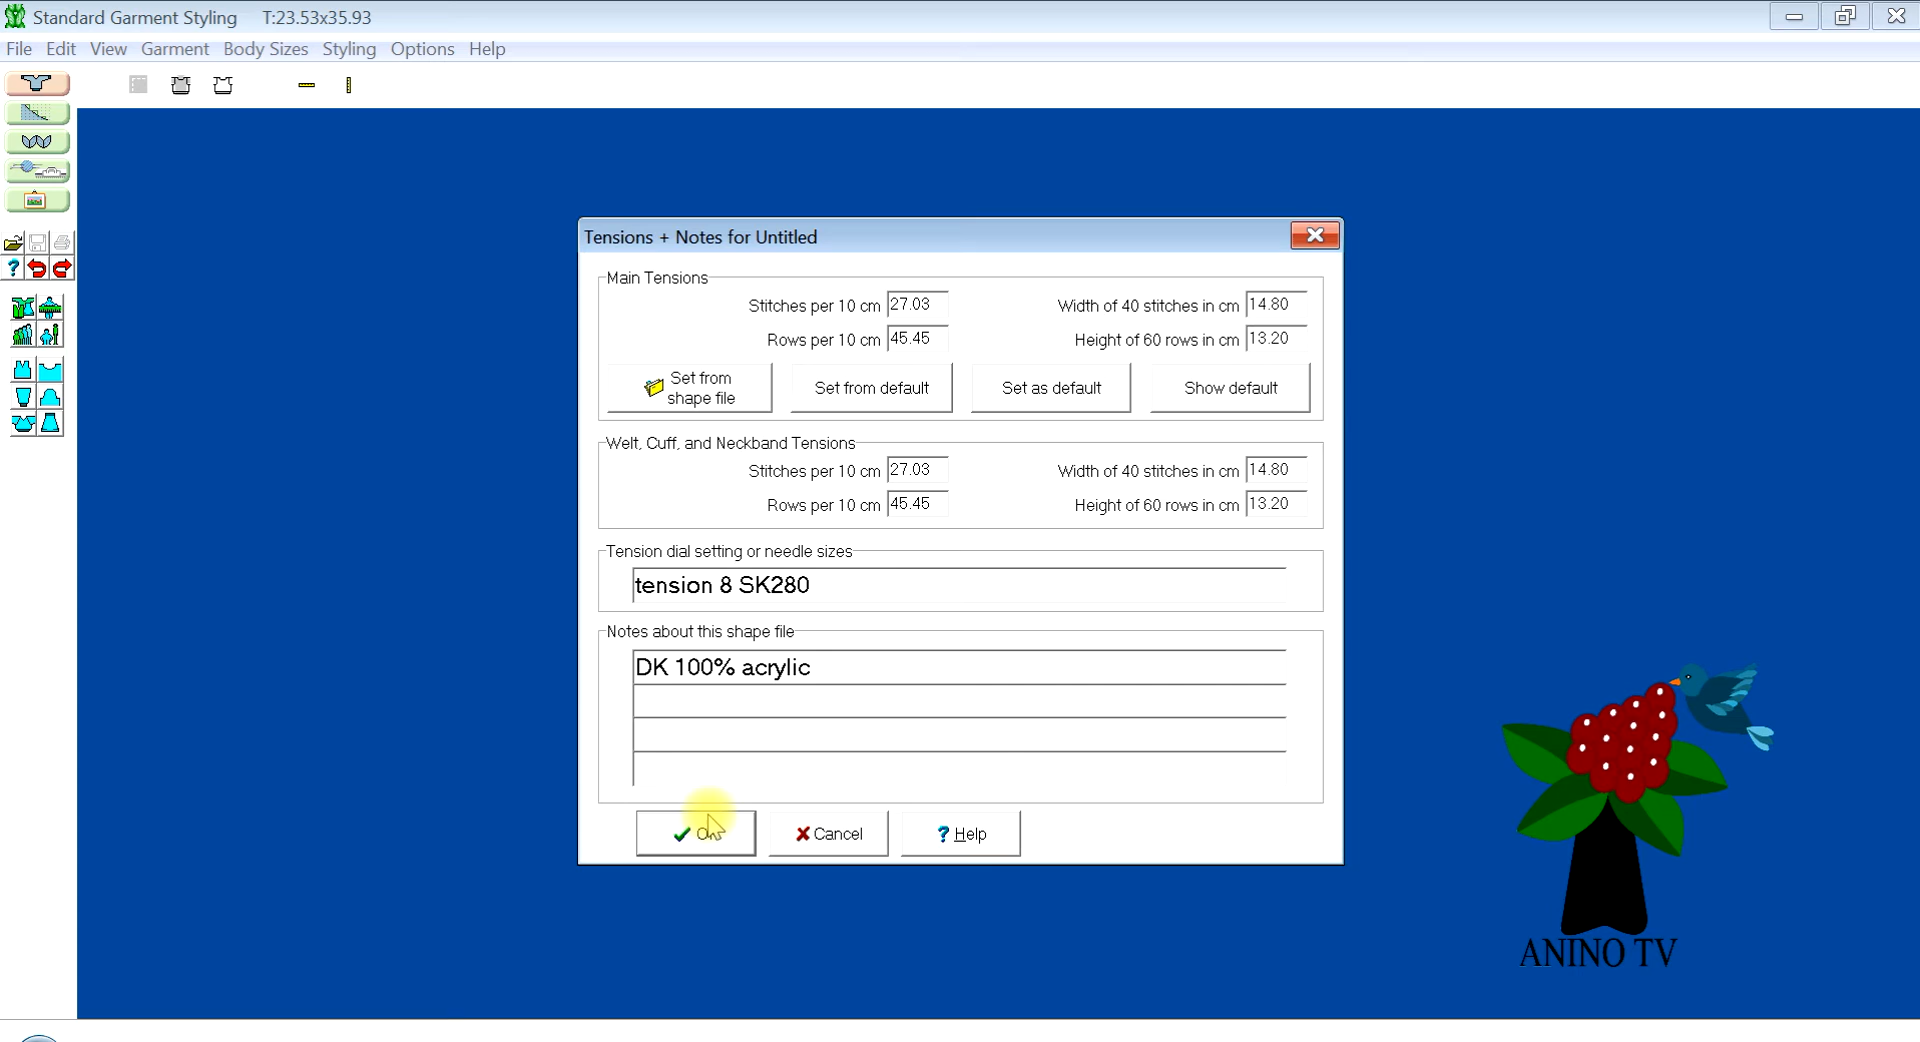 Standard Garment Styling T:23.53x35.93
File Edit View Garment Body Sizes Styling Options Help
Tensions + Notes for Untitled
Main Tensions
Stitches per 10 cm 27.03 Width of 40 stitches in cm 14.80
Rows per 10 cm 45.45 Height of 60 rows in cm 13.20
Set from
shape file
Set from default Set as default Show default
Welt, Cuff, and Neckband Tensions
Stitches per 10 cm 27.03 Width of 40 stitches in cm 14.80
Rows per 10 cm 45.45 Height of 60 rows in cm 13.20
Tension dial setting or needle sizes
tension 8 SK280
Notes about this shape file
DK 100% acrylic
Cancel ? Help
ANINO TV